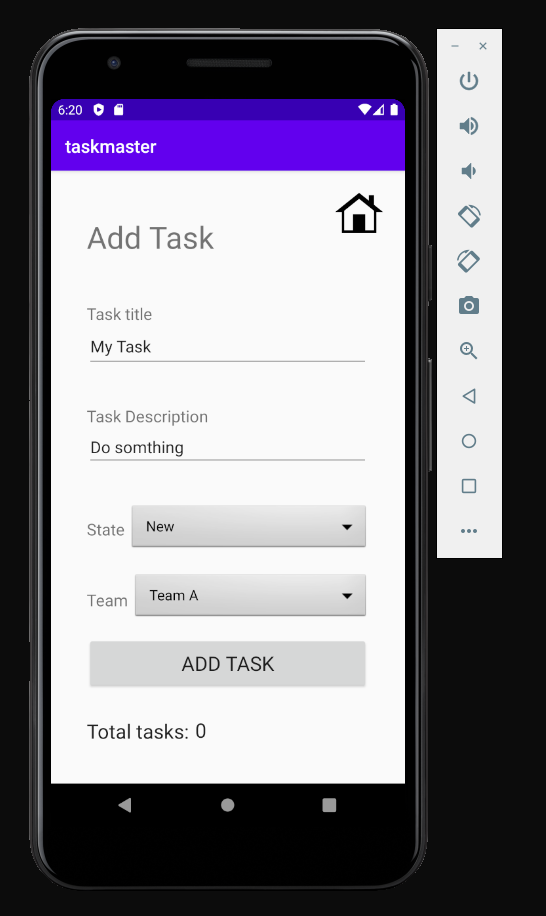 6:20
taskmaster
Add Task
Task title
My Task
Task Description
Do somthing
State New
Team Team A
ADD TASK
Total tasks: 0